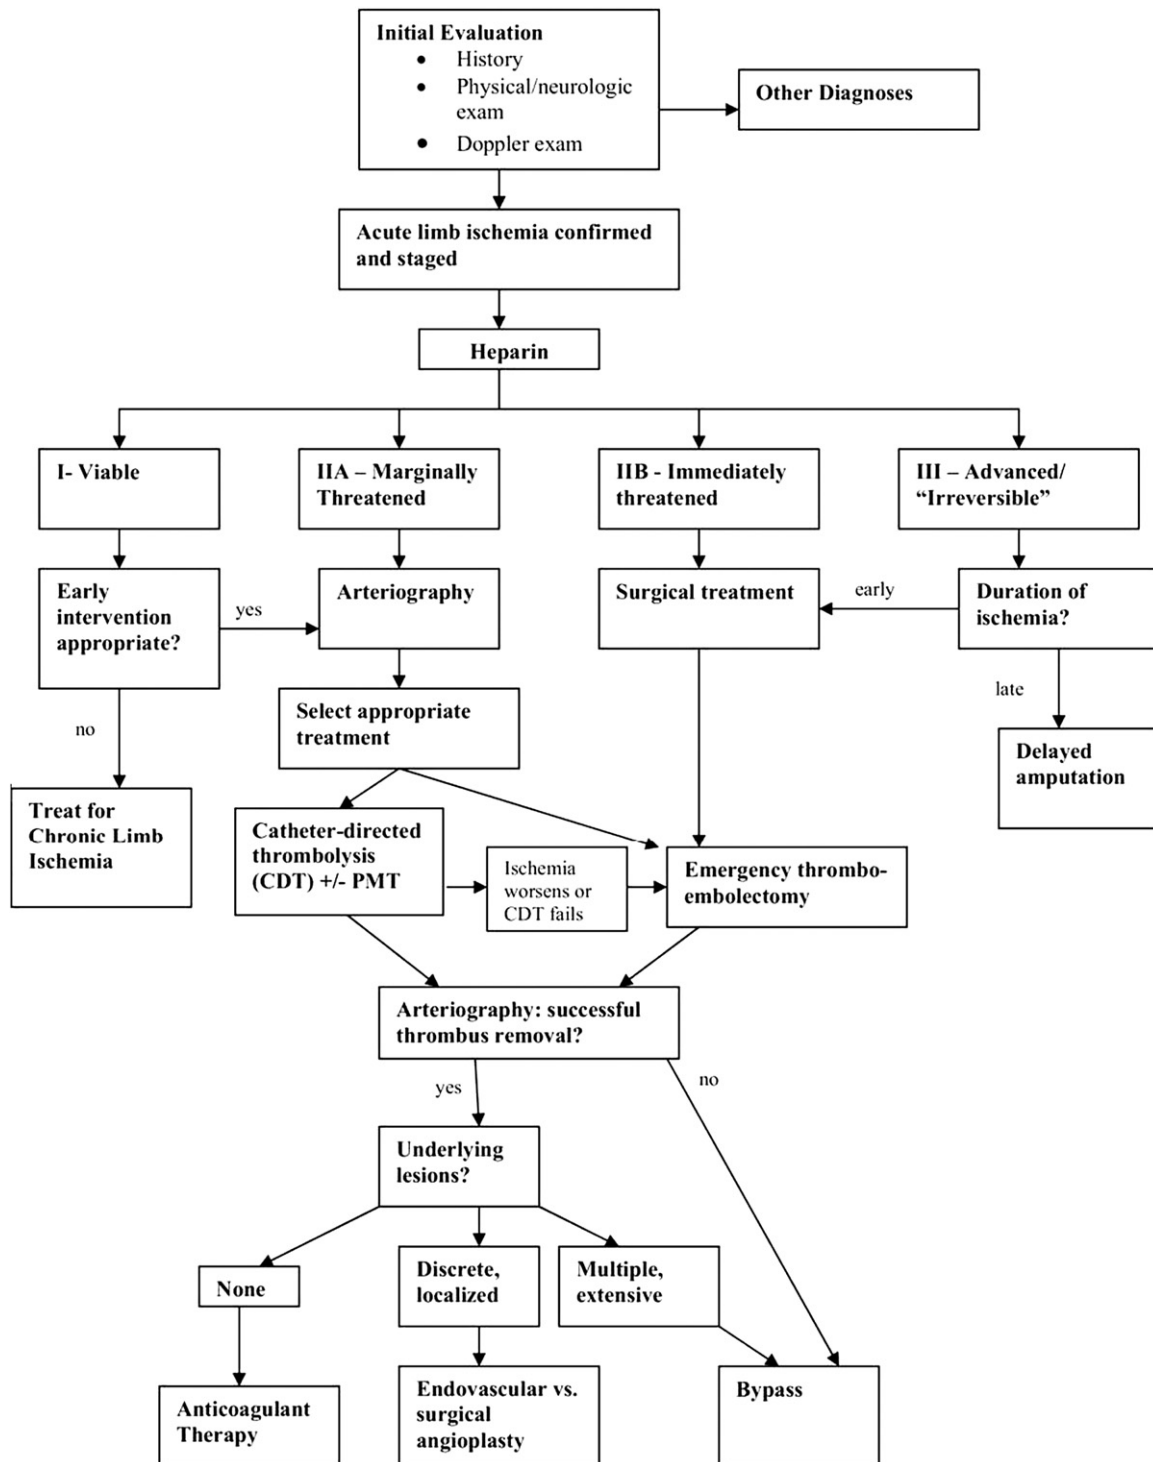 Initial Evaluation
• History
• Physical/neurologic
exam
• Doppler exam
Other Diagnoses
Acute limb ischemia confirmed
and staged
Heparin
I- Viable
IIA – Marginally
Threatened
IIB - Immediately
threatened
III – Advanced/
“Irreversible”
Early
intervention
appropriate?
yes
Arteriography
Surgical treatment
early
Duration of
ischemia?
no
Select appropriate
treatment
late
Delayed
amputation
Treat for
Chronic Limb
Ischemia
Catheter-directed
thrombolysis
(CDT) +/- PMT
Ischemia
worsens or
CDT fails
Emergency thrombo-
embolectomy
Arteriography: successful
thrombus removal?
yes
no
Underlying
lesions?
None
Discrete,
localized
Multiple,
extensive
Anticoagulant
Therapy
Endovascular vs.
surgical
angioplasty
Bypass